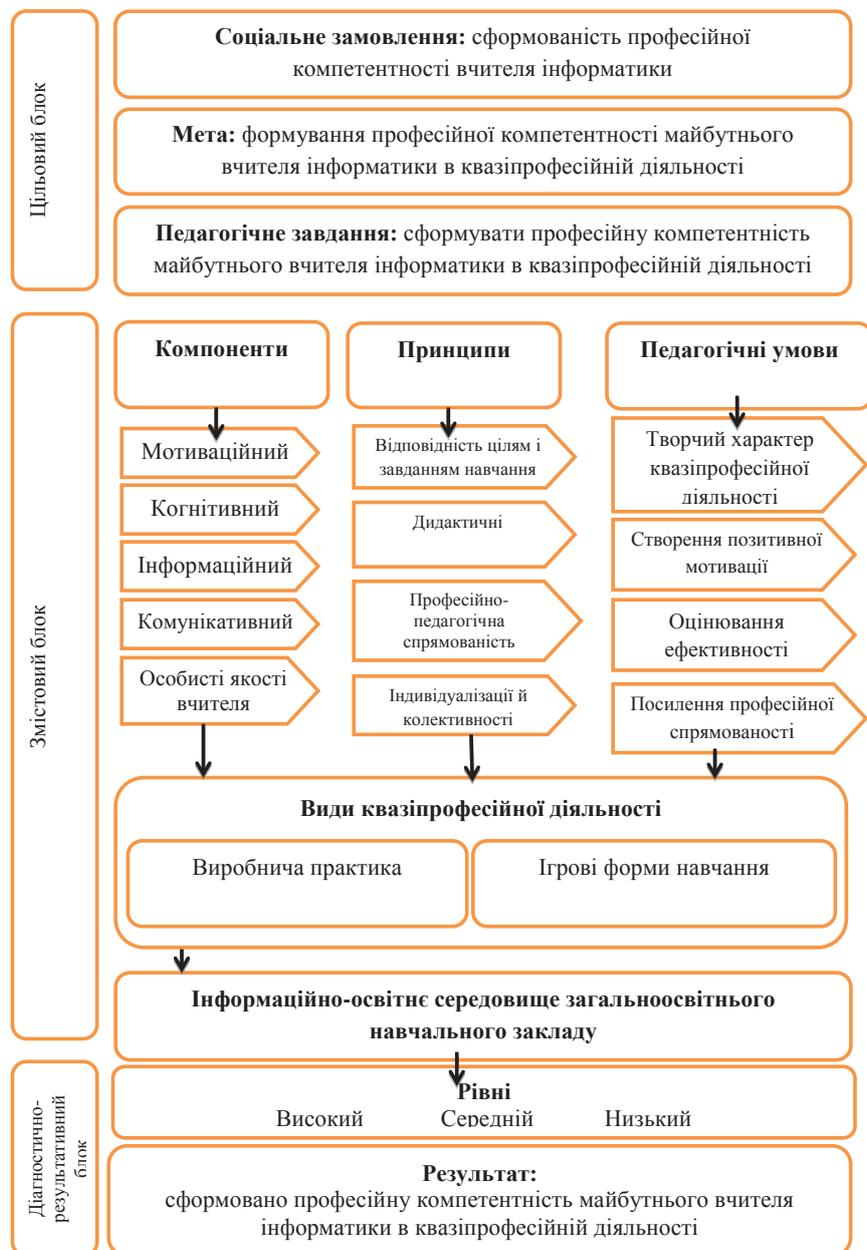 Цільовий блок
Соціальне замовлення: сформованість професійної
компетентності вчителя інформатики
Мета: формування професійної компетентності майбутнього
вчителя інформатики в квазіпрофесійній діяльності
Педагогічне завдання: сформувати професійну компетентність
майбутнього вчителя інформатики в квазіпрофесійній діяльності
Змістовий блок
Компоненти
Мотиваційний
Когнітивний
Інформаційний
Комунікативний
Особисті якості
вчителя
Принципи
Відповідність цілям і
завданням навчання
Дидактичні
Професійно-
педагогічна
спрямованість
Індивідуалізації й
колективності
Педагогічні умови
Творчий характер
квазіпрофесійної
діяльності
Створення позитивної
мотивації
Оцінювання
ефективності
Посилення професійної
спрямованості
Види квазіпрофесійної діяльності
Виробнича практика
Ігрові форми навчання
Інформаційно-освітнє середовище загальноосвітнього
навчального закладу
Діагностично-
результативний
блок
Рівні
Високий Середній Низький
Результат:
сформовано професійну компетентність майбутнього вчителя
інформатики в квазіпрофесійній діяльності